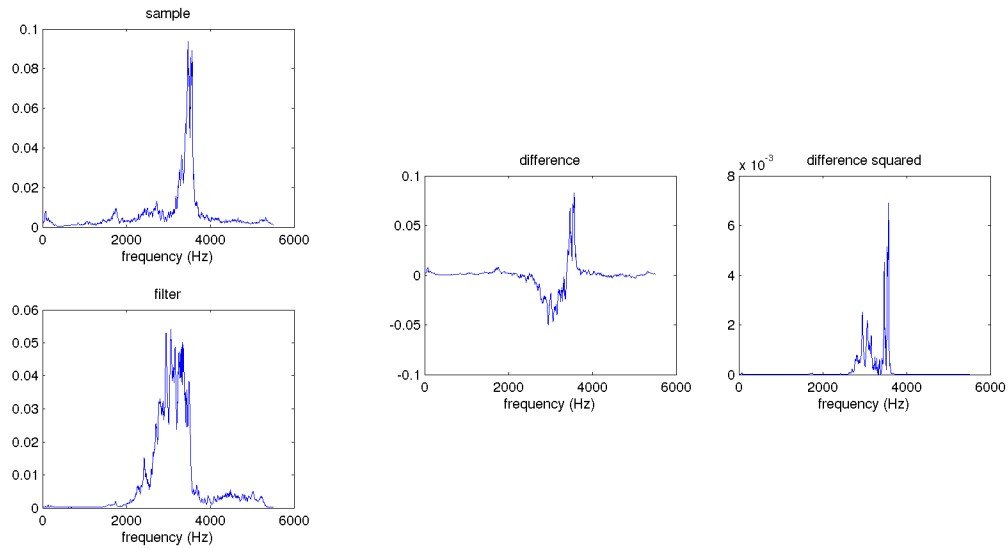 sample
0.1
0.08
0.06
0.04
0.02
0
0 2000 4000 6000
frequency (Hz)
filter
0.06
0.05
0.04
0.03
0.02
0.01
0
0 2000 4000 6000
frequency (Hz)
difference
0.1
0.05
0
-0.05
-0.1
0 2000 4000 6000
frequency (Hz)
difference squared
x 10^-3
8
6
4
2
0
0 2000 4000 6000
frequency (Hz)